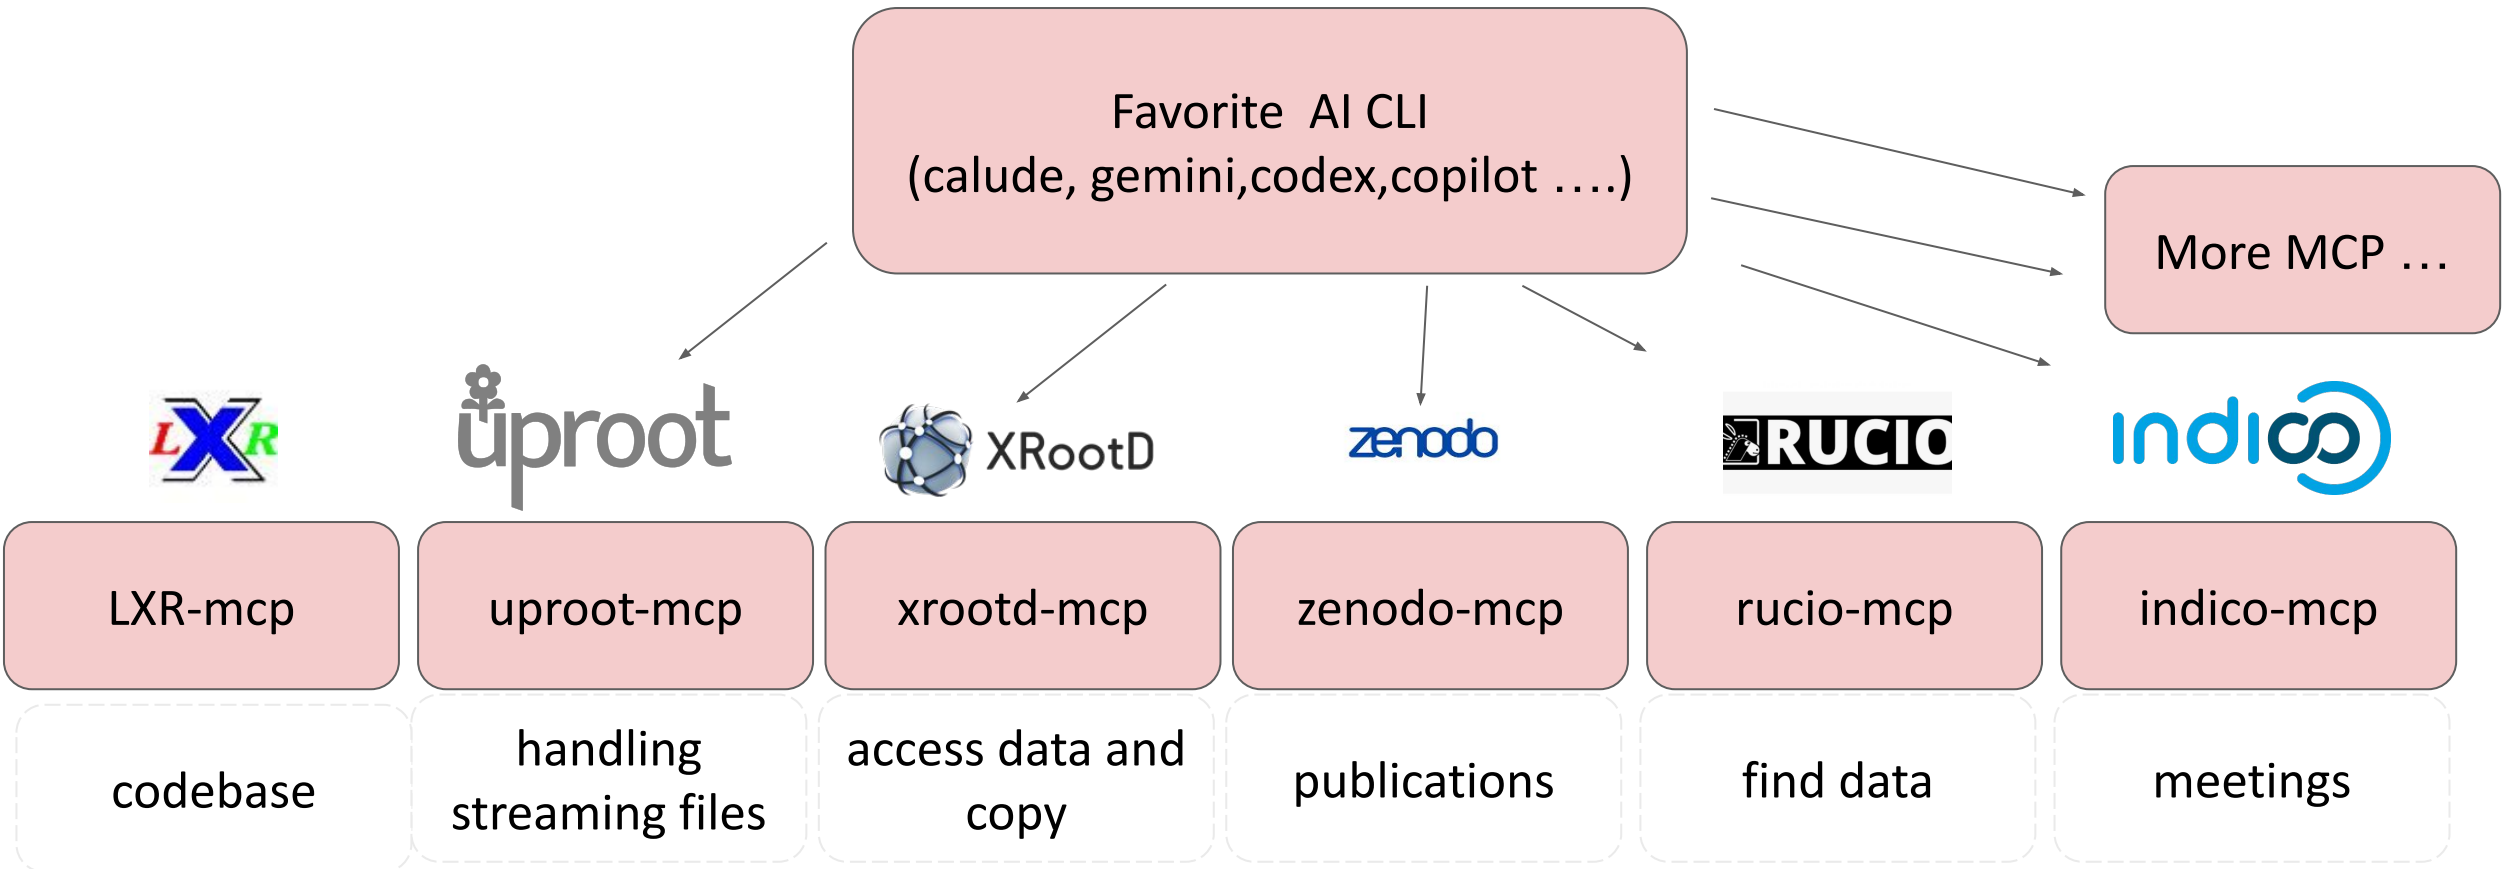 Favorite  AI CLI
(calude, gemini,codex,copilot ….)
More MCP …
LXR
uproot
XRootD
zenodo
RUCIO
indico
LXR-mcp
uproot-mcp
xrootd-mcp
zenodo-mcp
rucio-mcp
indico-mcp
codebase
handling
streaming files
access data and
copy
publications
find data
meetings